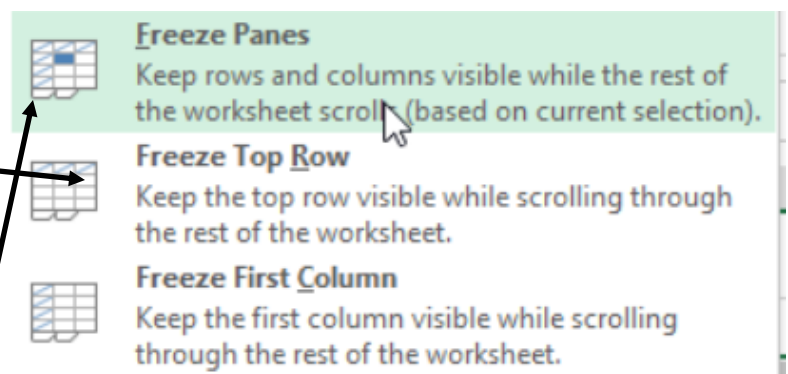 Freeze Panes
Keep rows and columns visible while the rest of
the worksheet scrolls (based on current selection).
Freeze Top Row
Keep the top row visible while scrolling through
the rest of the worksheet.
Freeze First Column
Keep the first column visible while scrolling
through the rest of the worksheet.